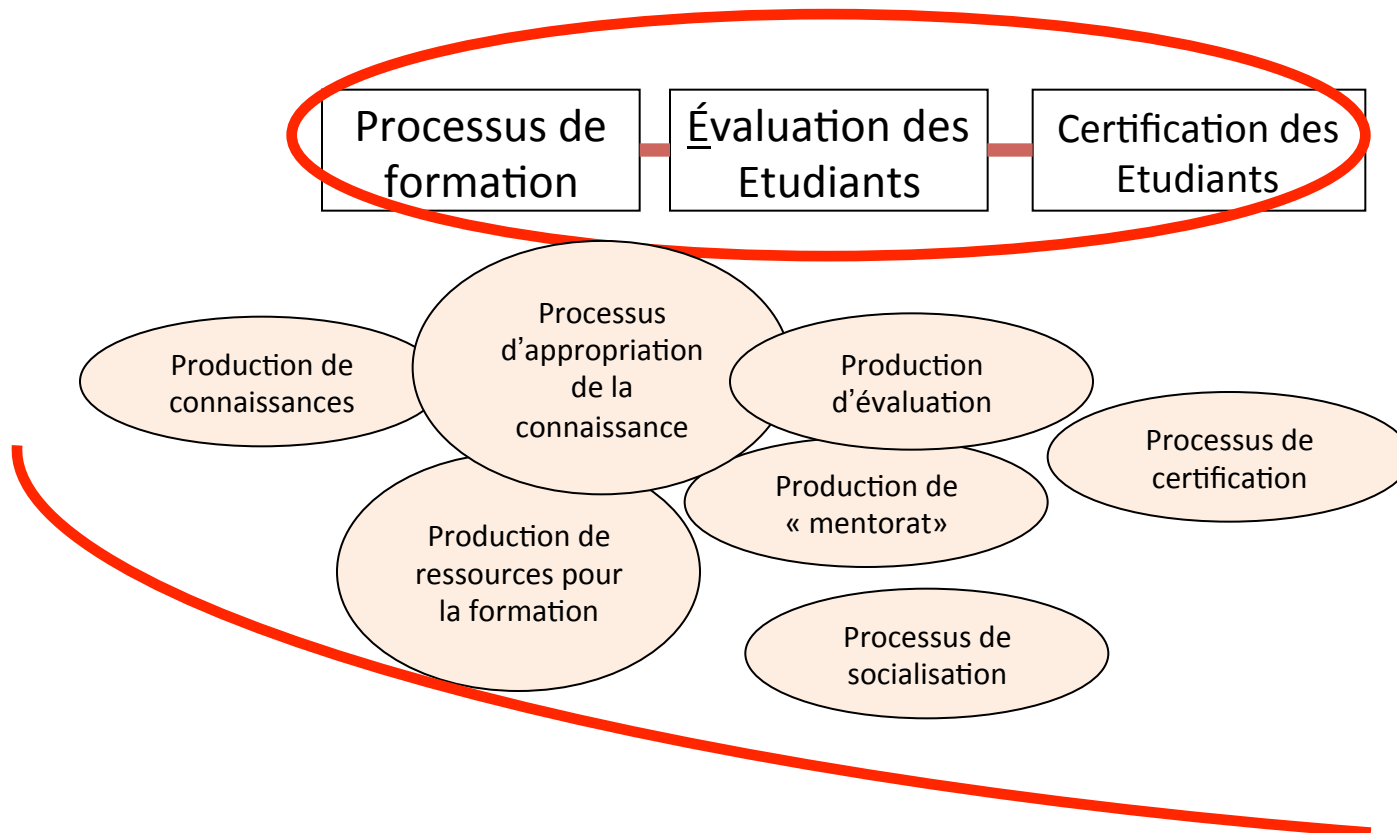 Processus de
formation
Évaluation des
Etudiants
Certification des
Etudiants
Processus
d’appropriation
de la
connaissance
Production de
connaissances
Production
d’évaluation
Processus de
certification
Production de
« mentorat»
Production de
ressources pour
la formation
Processus de
socialisation